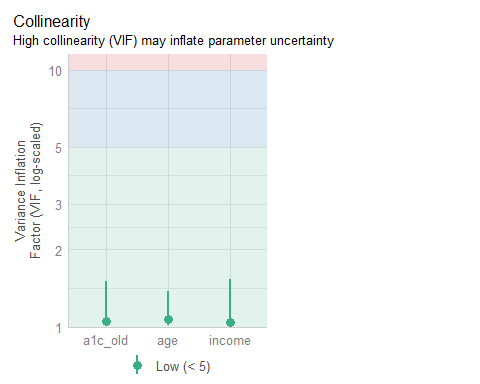 Collinearity
High collinearity (VIF) may inflate parameter uncertainty
Variance Inflation
Factor (VIF, log-scaled)
10
5
3
2
1
a1c_old age income
Low (< 5)